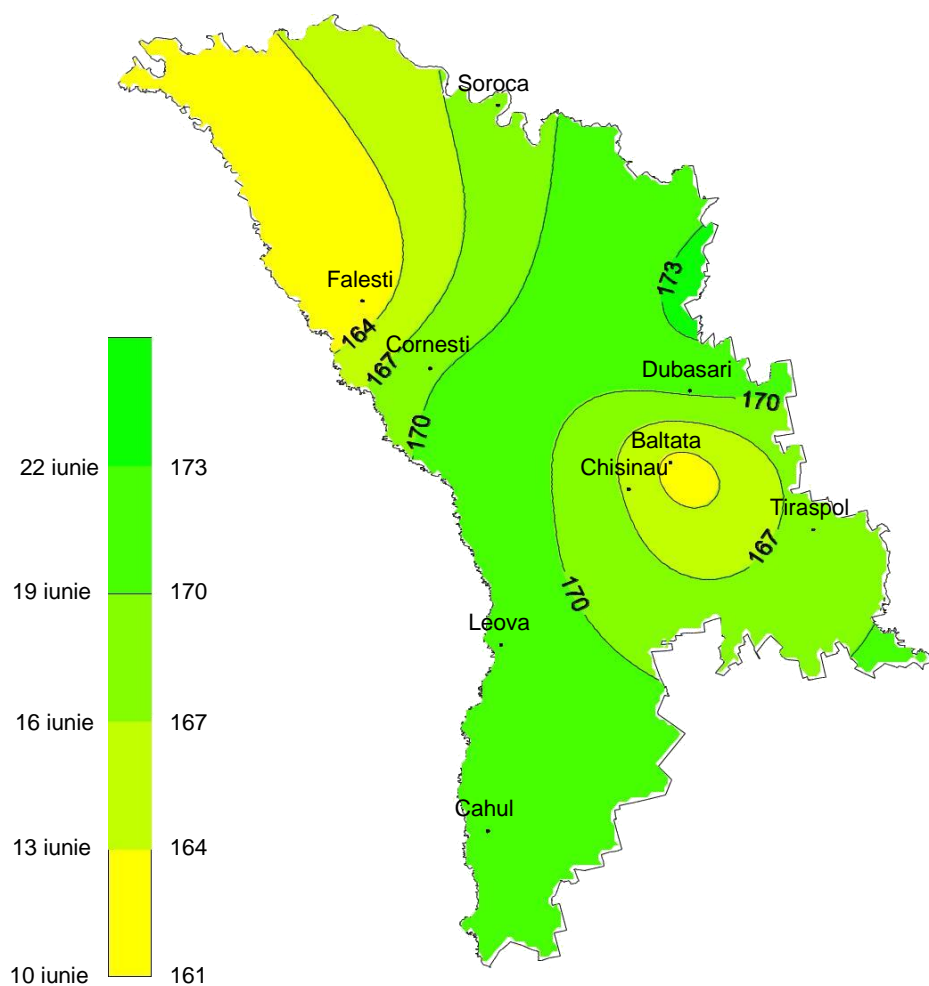 Soroca
173
Falesti
164
Cornesti
167
Dubasari
170
170
Baltata
Chisinau
22 iunie 173
Tiraspol
167
19 iunie 170
170
Leova
16 iunie 167
Cahul
13 iunie 164
10 iunie 161